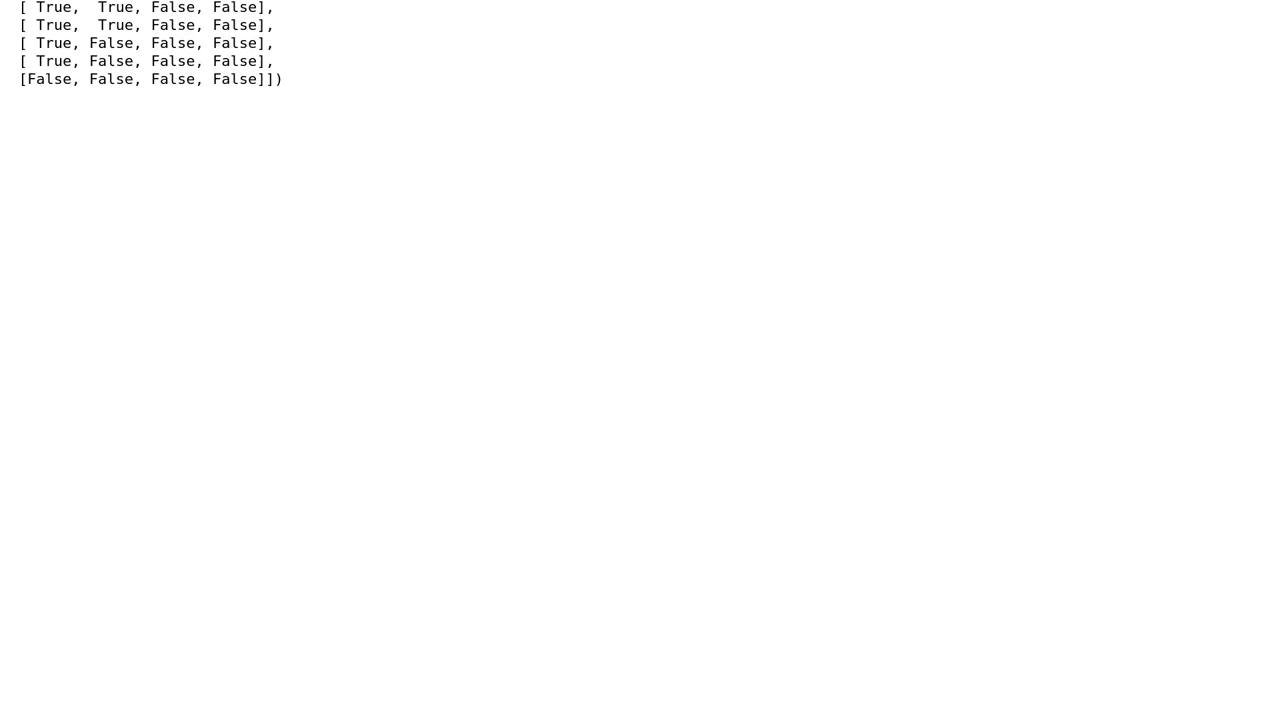 [ True,  True, False, False],
[ True,  True, False, False],
[ True, False, False, False],
[ True, False, False, False],
[False, False, False, False]])